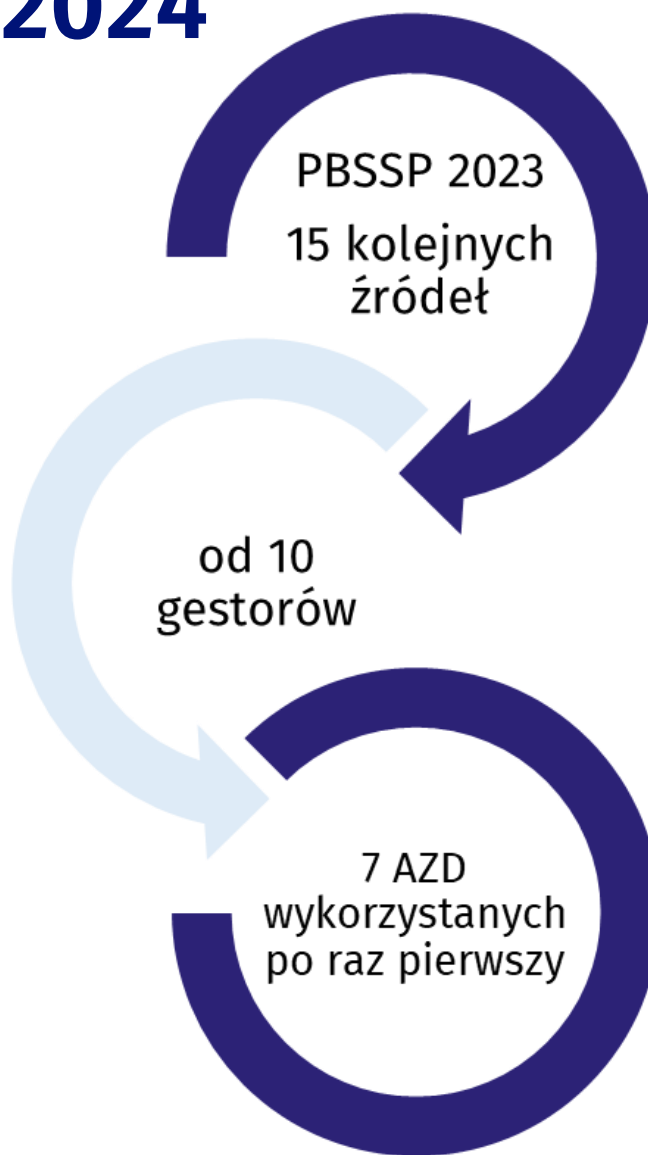 2024
PBSSP 2023
15 kolejnych
źródeł
od 10
gestorów
7 AZD
wykorzystanych
po raz pierwszy